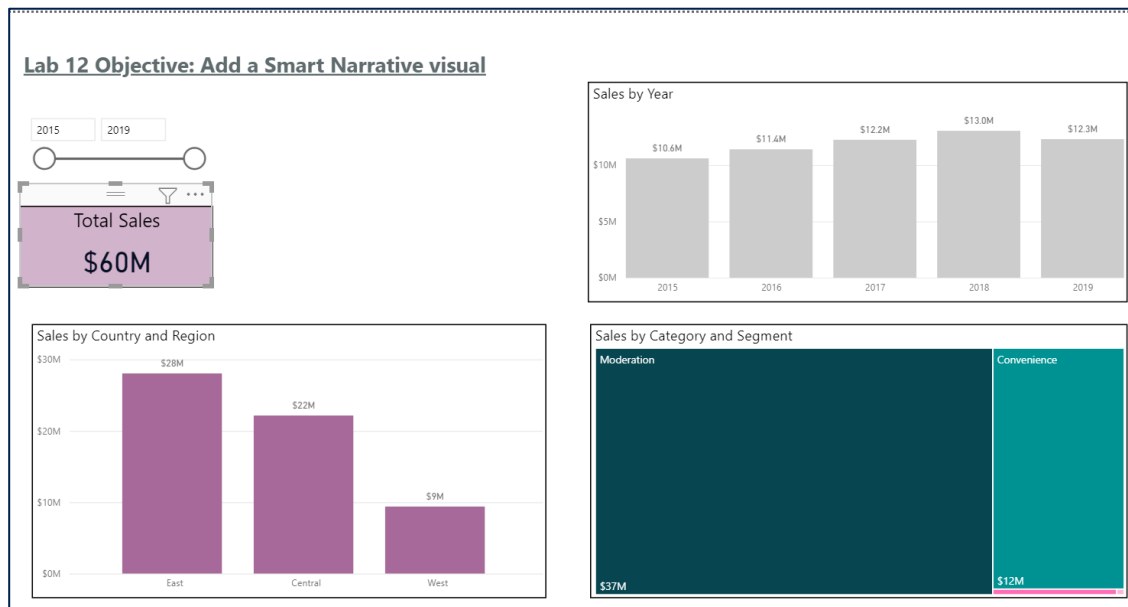 Lab 12 Objective: Add a Smart Narrative visual
2015 2019
Total Sales
$60M
Sales by Year
$13.0M
$12.2M
$12.3M
$11.4M
$10.6M
$10M
$5M
$0M
2015 2016 2017 2018 2019
Sales by Country and Region
$30M
$28M
$22M
$20M
$10M
$9M
$0M
East Central West
Sales by Category and Segment
Moderation Convenience
$37M $12M